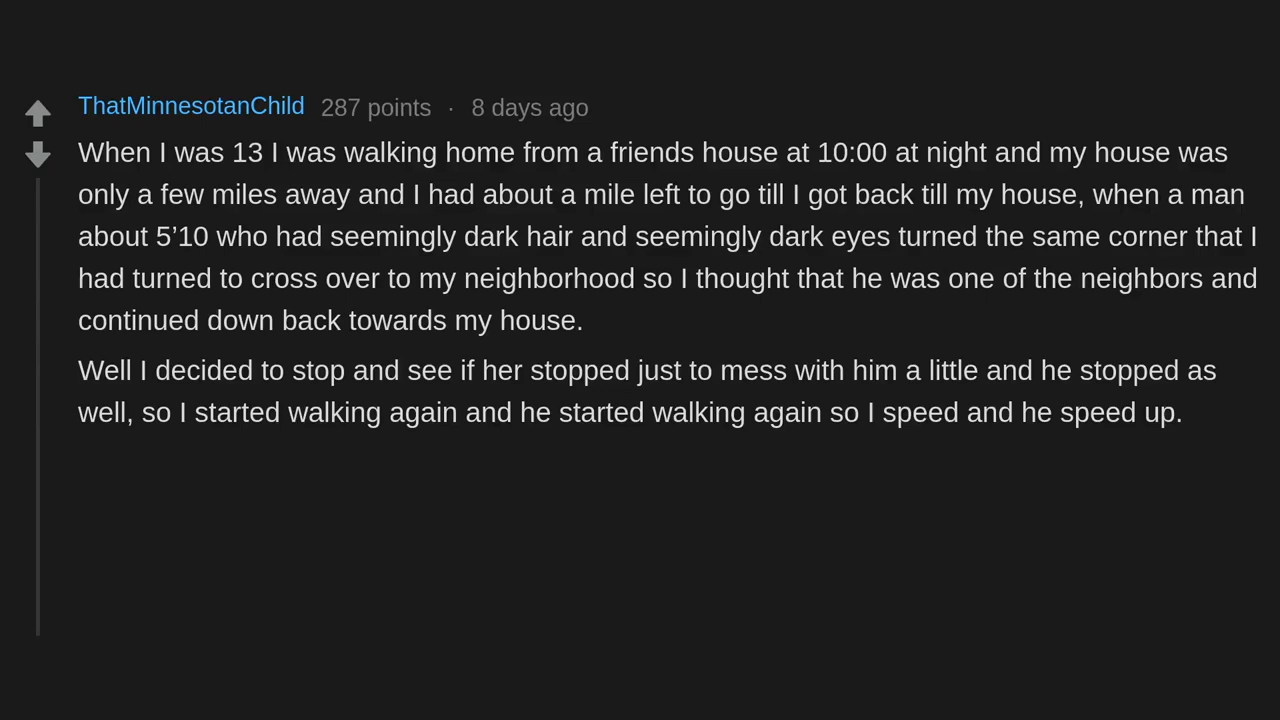 ThatMinnesotanChild 287 points · 8 days ago
When I was 13 I was walking home from a friends house at 10:00 at night and my house was
only a few miles away and I had about a mile left to go till I got back till my house, when a man
about 5’10 who had seemingly dark hair and seemingly dark eyes turned the same corner that I
had turned to cross over to my neighborhood so I thought that he was one of the neighbors and
continued down back towards my house.
Well I decided to stop and see if her stopped just to mess with him a little and he stopped as
well, so I started walking again and he started walking again so I speed and he speed up.